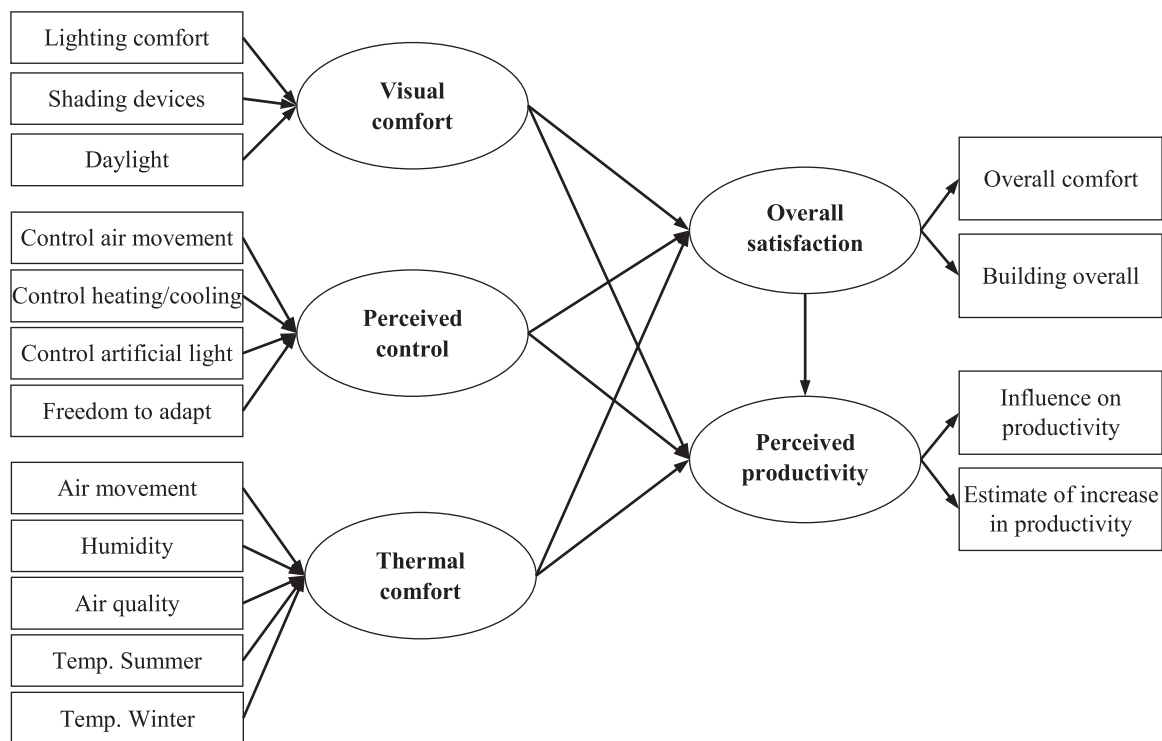 Lighting comfort
Shading devices
Daylight
Control air movement
Control heating/cooling
Control artificial light
Freedom to adapt
Air movement
Humidity
Air quality
Temp. Summer
Temp. Winter
Visual
comfort
Perceived
control
Thermal
comfort
Overall
satisfaction
Perceived
productivity
Overall comfort
Building overall
Influence on
productivity
Estimate of increase
in productivity